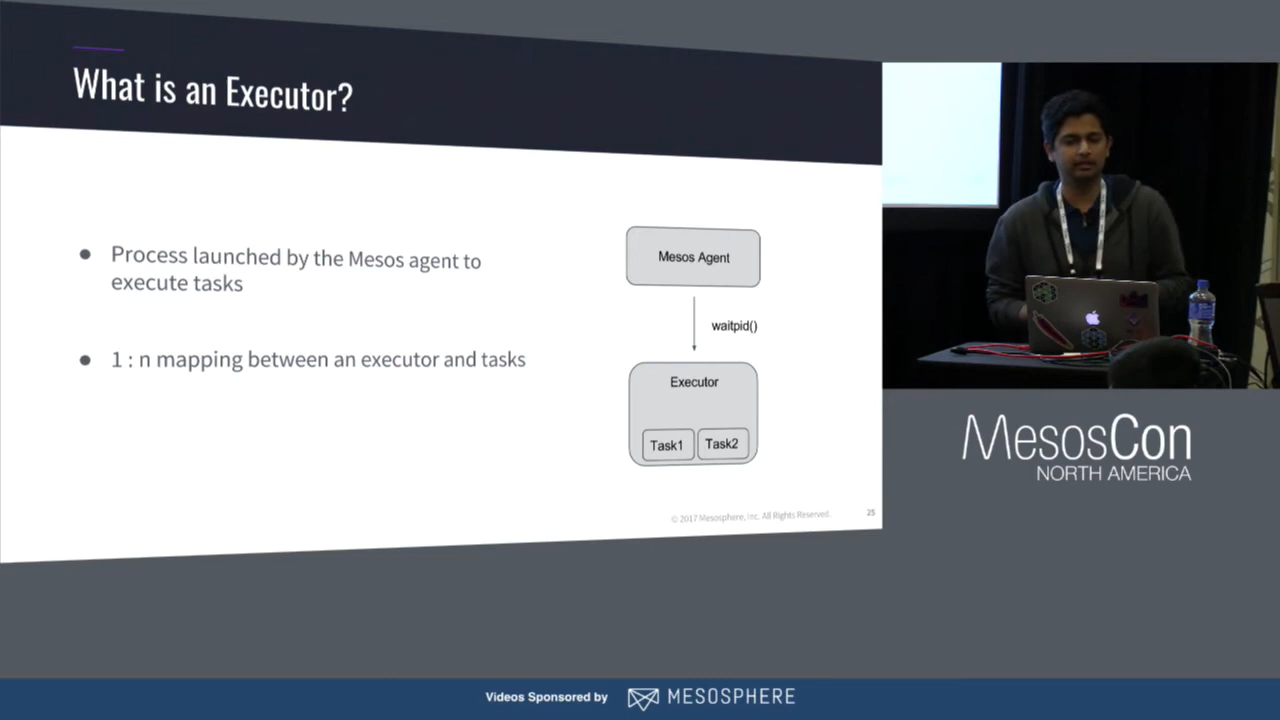 What is an Executor?
Process launched by the Mesos agent to
execute tasks
1 : n mapping between an executor and tasks
Mesos Agent
waitpid()
Executor
Task1 Task2
© 2017 Mesosphere, Inc. All Rights Reserved.
25
MesosCon
NORTH AMERICA
Videos Sponsored by MESOSPHERE